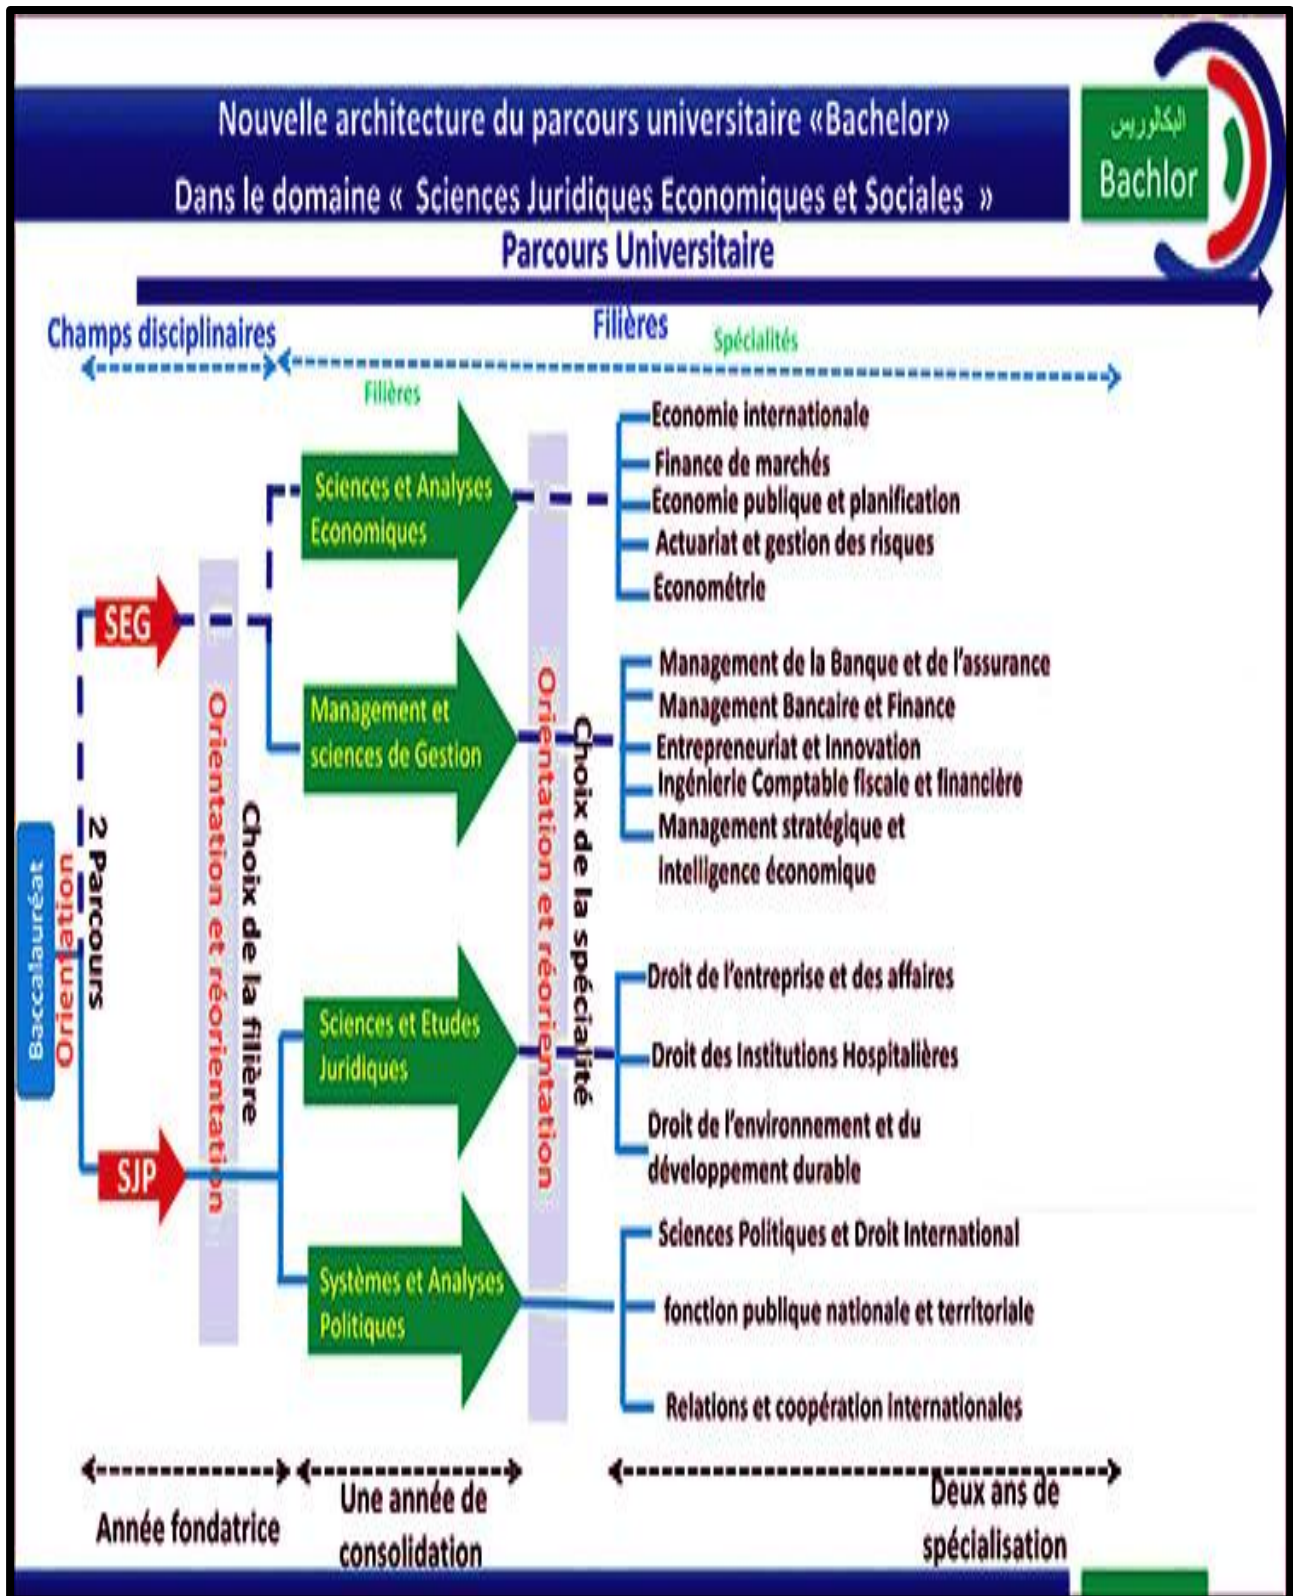 Nouvelle architecture du parcours universitaire «Bachelor»
Dans le domaine « Sciences Juridiques Economiques et Sociales »
البكالوريس
Bachlor
Parcours Universitaire
Champs disciplinaires
Filières
Spécialités
Filières
Baccalauréat
Orientation
2 Parcours
SEG
SJP
Orientation et réorientation
Choix de la filière
Sciences et Analyses
Economiques
Management et
sciences de Gestion
Sciences et Etudes
Juridiques
Systèmes et Analyses
Politiques
Orientation et réorientation
Choix de la spécialité
Economie internationale
Finance de marchés
Economie publique et planification
Actuariat et gestion des risques
Econométrie
Management de la Banque et de l'assurance
Management Bancaire et Finance
Entrepreneuriat et Innovation
Ingénierie Comptable fiscale et financière
Management stratégique et
intelligence économique
Droit de l'entreprise et des affaires
Droit des Institutions Hospitalières
Droit de l'environnement et du
développement durable
Sciences Politiques et Droit International
fonction publique nationale et territoriale
Relations et coopération internationales
Année fondatrice
Une année de
consolidation
Deux ans de
spécialisation